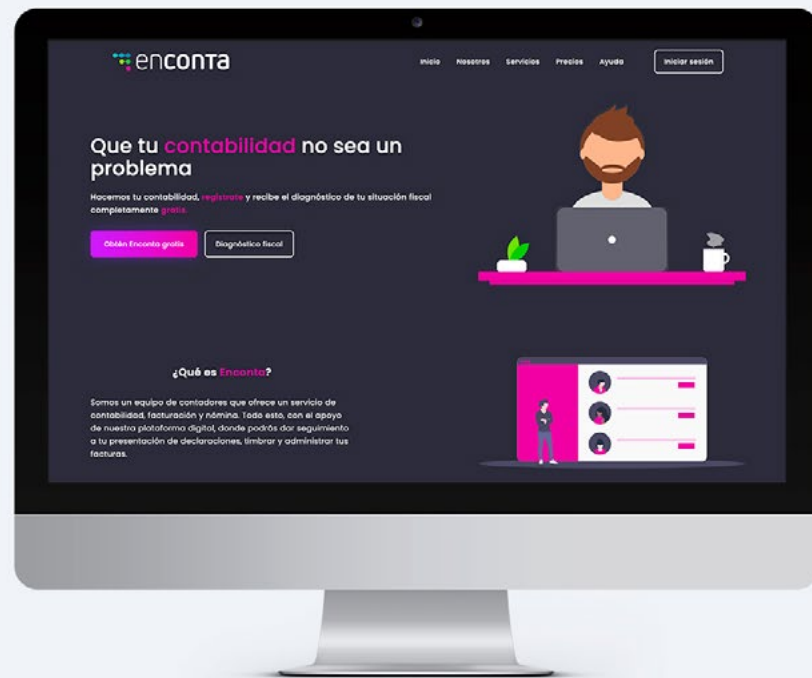 enconta
Inicio Nosotros Servicios Precios Ayuda Iniciar sesión
Que tu contabilidad no sea un
problema
Hacemos tu contabilidad, regístrate y recibe el diagnóstico de tu situación fiscal
completamente gratis.
Obtén Enconta gratis Diagnóstico fiscal
¿Qué es Enconta?
Somos un equipo de contadores que ofrece un servicio de
contabilidad, facturación y nómina. Todo esto, con el apoyo
de nuestra plataforma digital, donde podrás dar seguimiento
a tu presentación de declaraciones, timbrar y administrar tus
facturas.